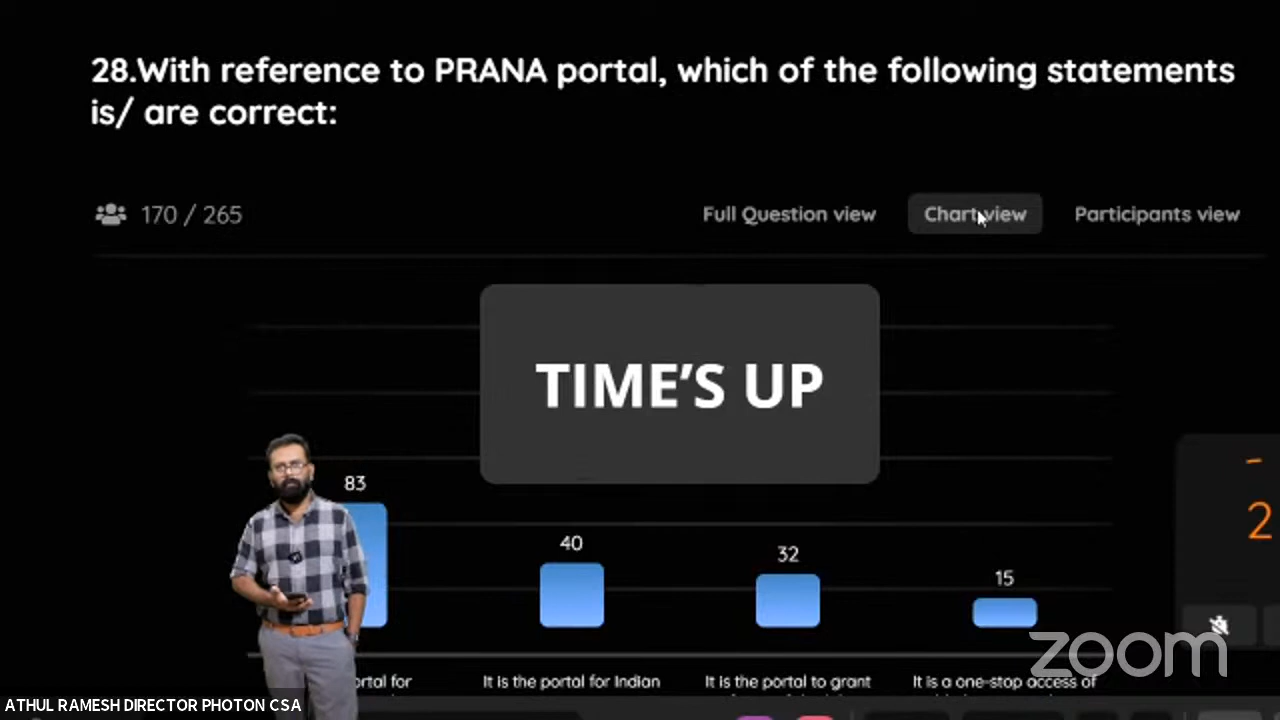 28.With reference to PRANA portal, which of the following statements
is/ are correct:
170 / 265
Full Question view
Chart view
Participants view
TIME’S UP
83
40
32
15
2
ortal for
It is the portal for Indian
It is the portal to grant
It is a one-stop access of
zoom
ATHUL RAMESH DIRECTOR PHOTON CSA